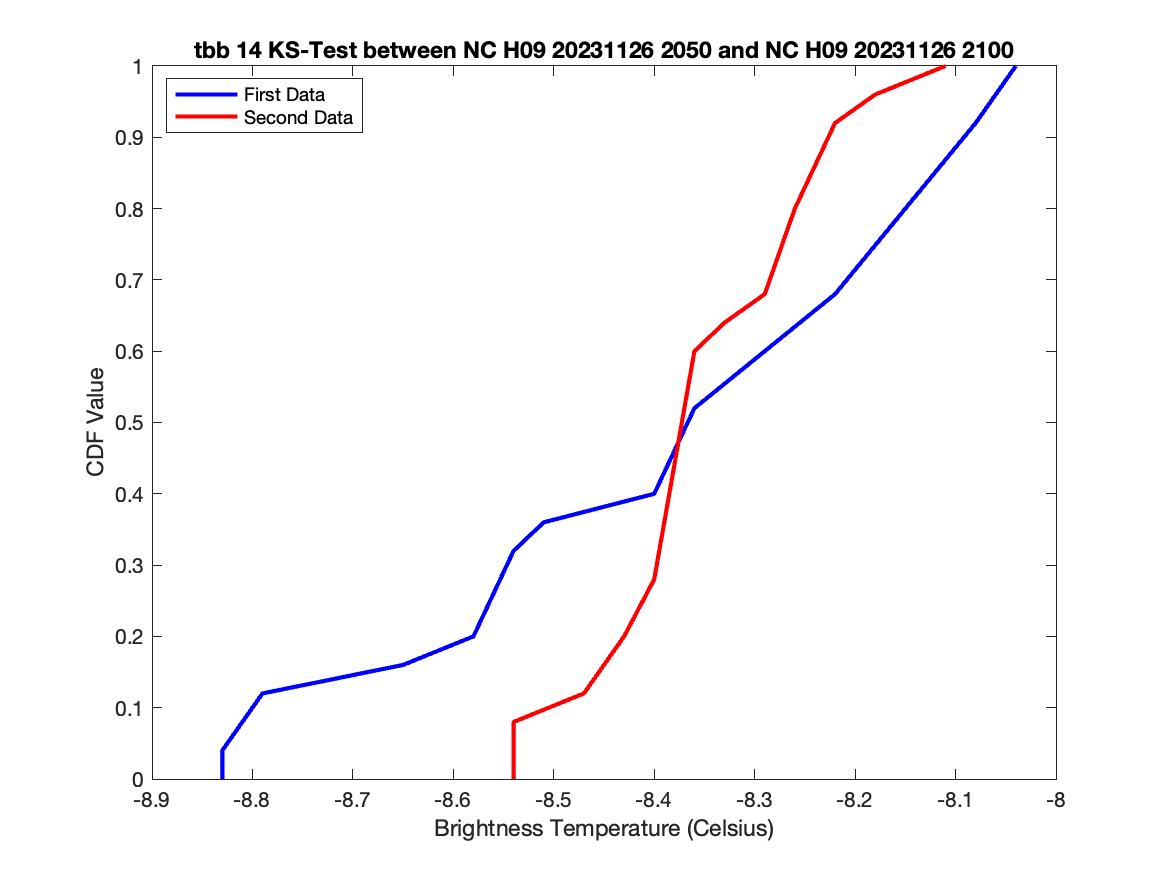 tbb 14 KS-Test between NC H09 20231126 2050 and NC H09 20231126 2100
First Data
Second Data
1
0.9
0.8
0.7
0.6
0.5
0.4
0.3
0.2
0.1
0
CDF Value
-8.9 -8.8 -8.7 -8.6 -8.5 -8.4 -8.3 -8.2 -8.1 -8
Brightness Temperature (Celsius)